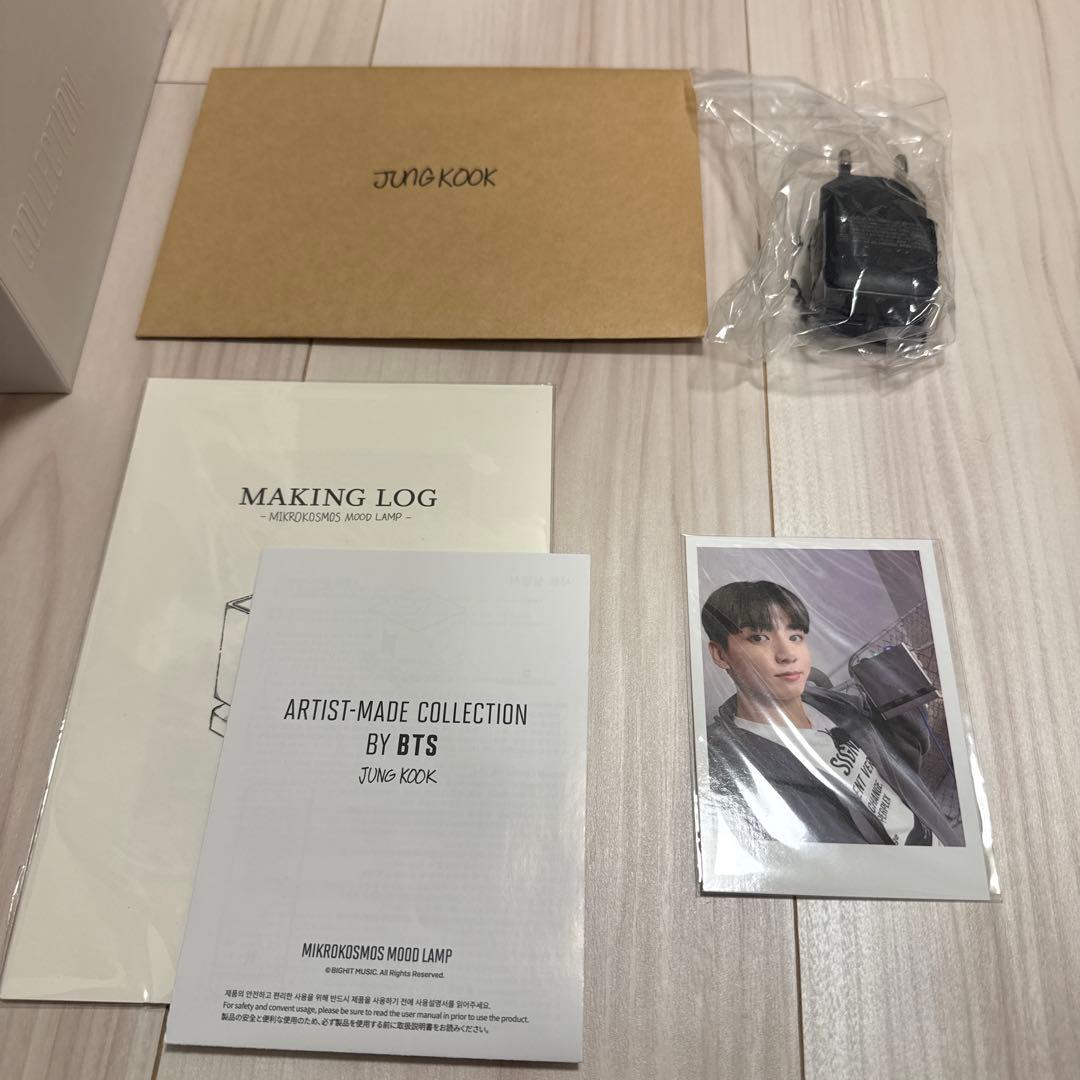 COLLECTION
JUNG KOOK
MAKING LOG
- MIKROKOSMOS MOOD LAMP -
ARTIST-MADE COLLECTION
BY BTS
JUNG KOOK
MIKROKOSMOS MOOD LAMP
©BIGHIT MUSIC. All Rights Reserved.
제품의 안전하고 편리한 사용을 위해 반드시 제품을 사용하기 전에 사용설명서를 읽어주세요.
For safety and convent usage, please be sure to read the user manual in prior to use the product.
製品の安全と便利な使用のため、必ず製品を使用する前に取扱説明書をお読みください。
CHANGE